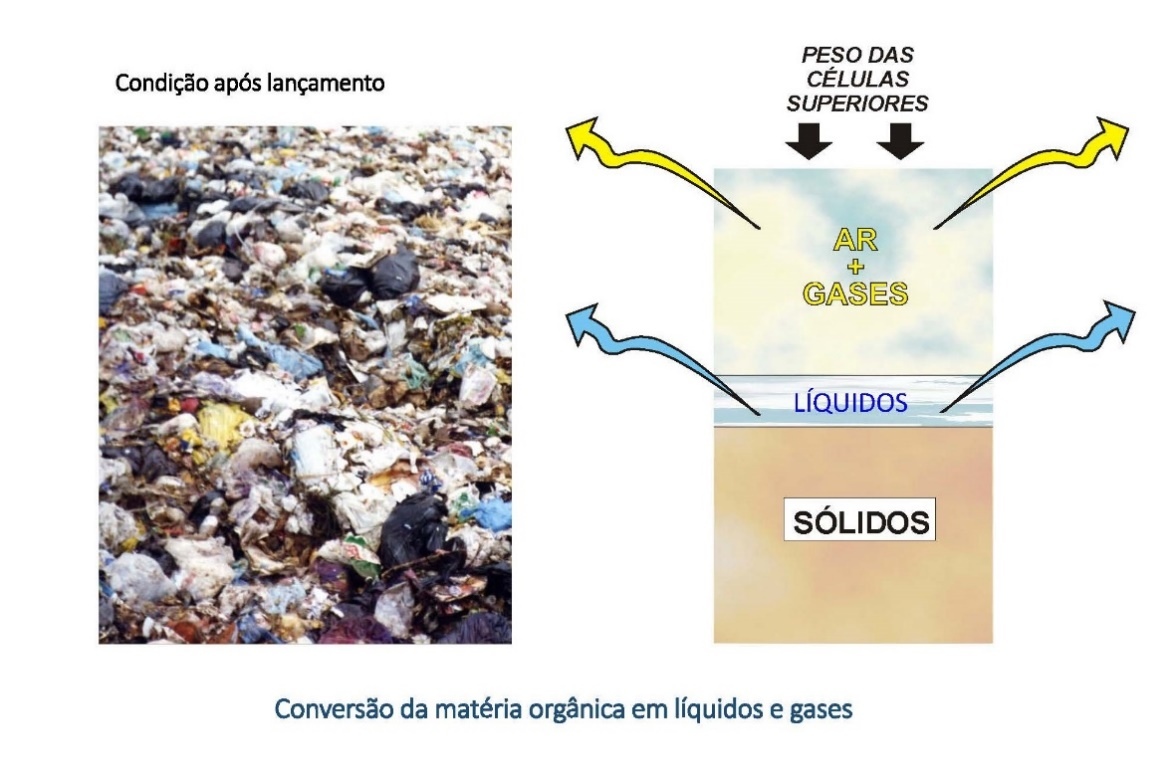 Condição após lançamento
PESO DAS
CÉLULAS
SUPERIORES
AR
+
GASES
LÍQUIDOS
SÓLIDOS
Conversão da matéria orgânica em líquidos e gases